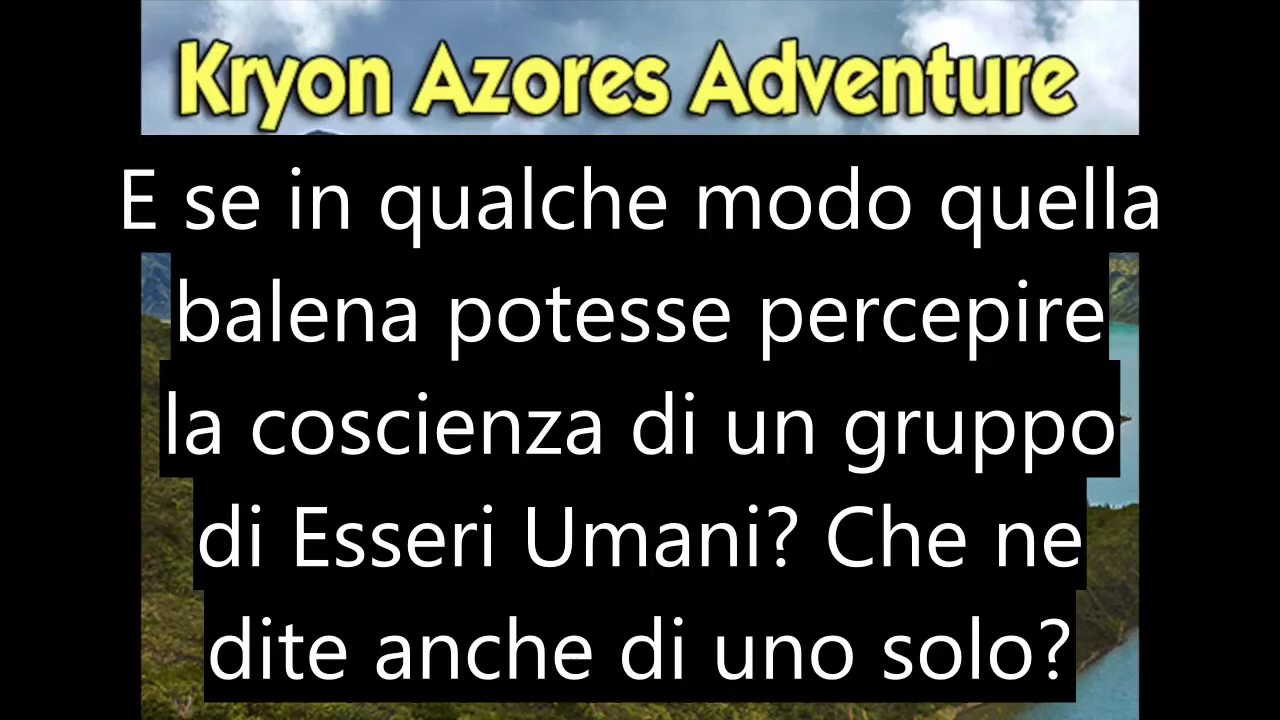 Kryon Azores Adventure
E se in qualche modo quella
balena potesse percepire
la coscienza di un gruppo
di Esseri Umani? Che ne
dite anche di uno solo?